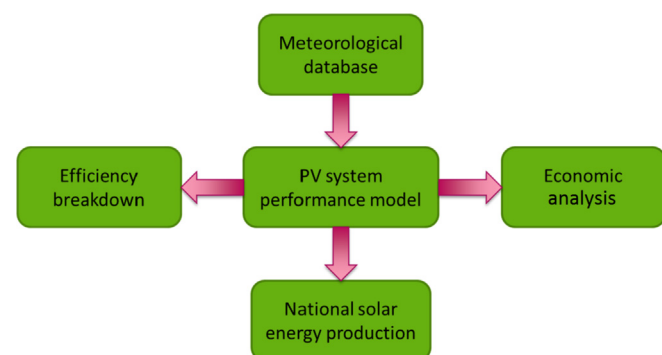 Meteorological
database
Efficiency
breakdown
PV system
performance model
Economic
analysis
National solar
energy production